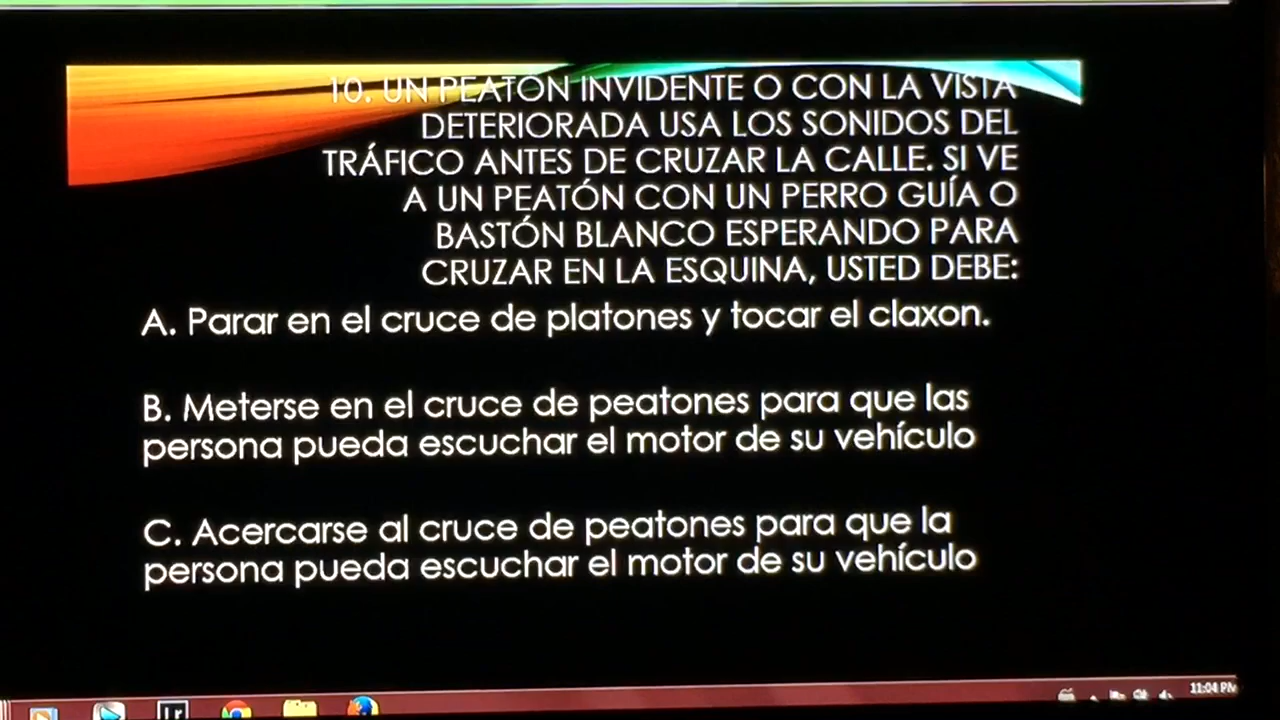 10. UN PEATÓN INVIDENTE O CON LA VISTA
DETERIORADA USA LOS SONIDOS DEL
TRÁFICO ANTES DE CRUZAR LA CALLE. SI VE
A UN PEATÓN CON UN PERRO GUÍA O
BASTÓN BLANCO ESPERANDO PARA
CRUZAR EN LA ESQUINA, USTED DEBE:
A. Parar en el cruce de platones y tocar el claxon.
B. Meterse en el cruce de peatones para que las
persona pueda escuchar el motor de su vehículo
C. Acercarse al cruce de peatones para que la
persona pueda escuchar el motor de su vehículo
Lr
11:04 PM